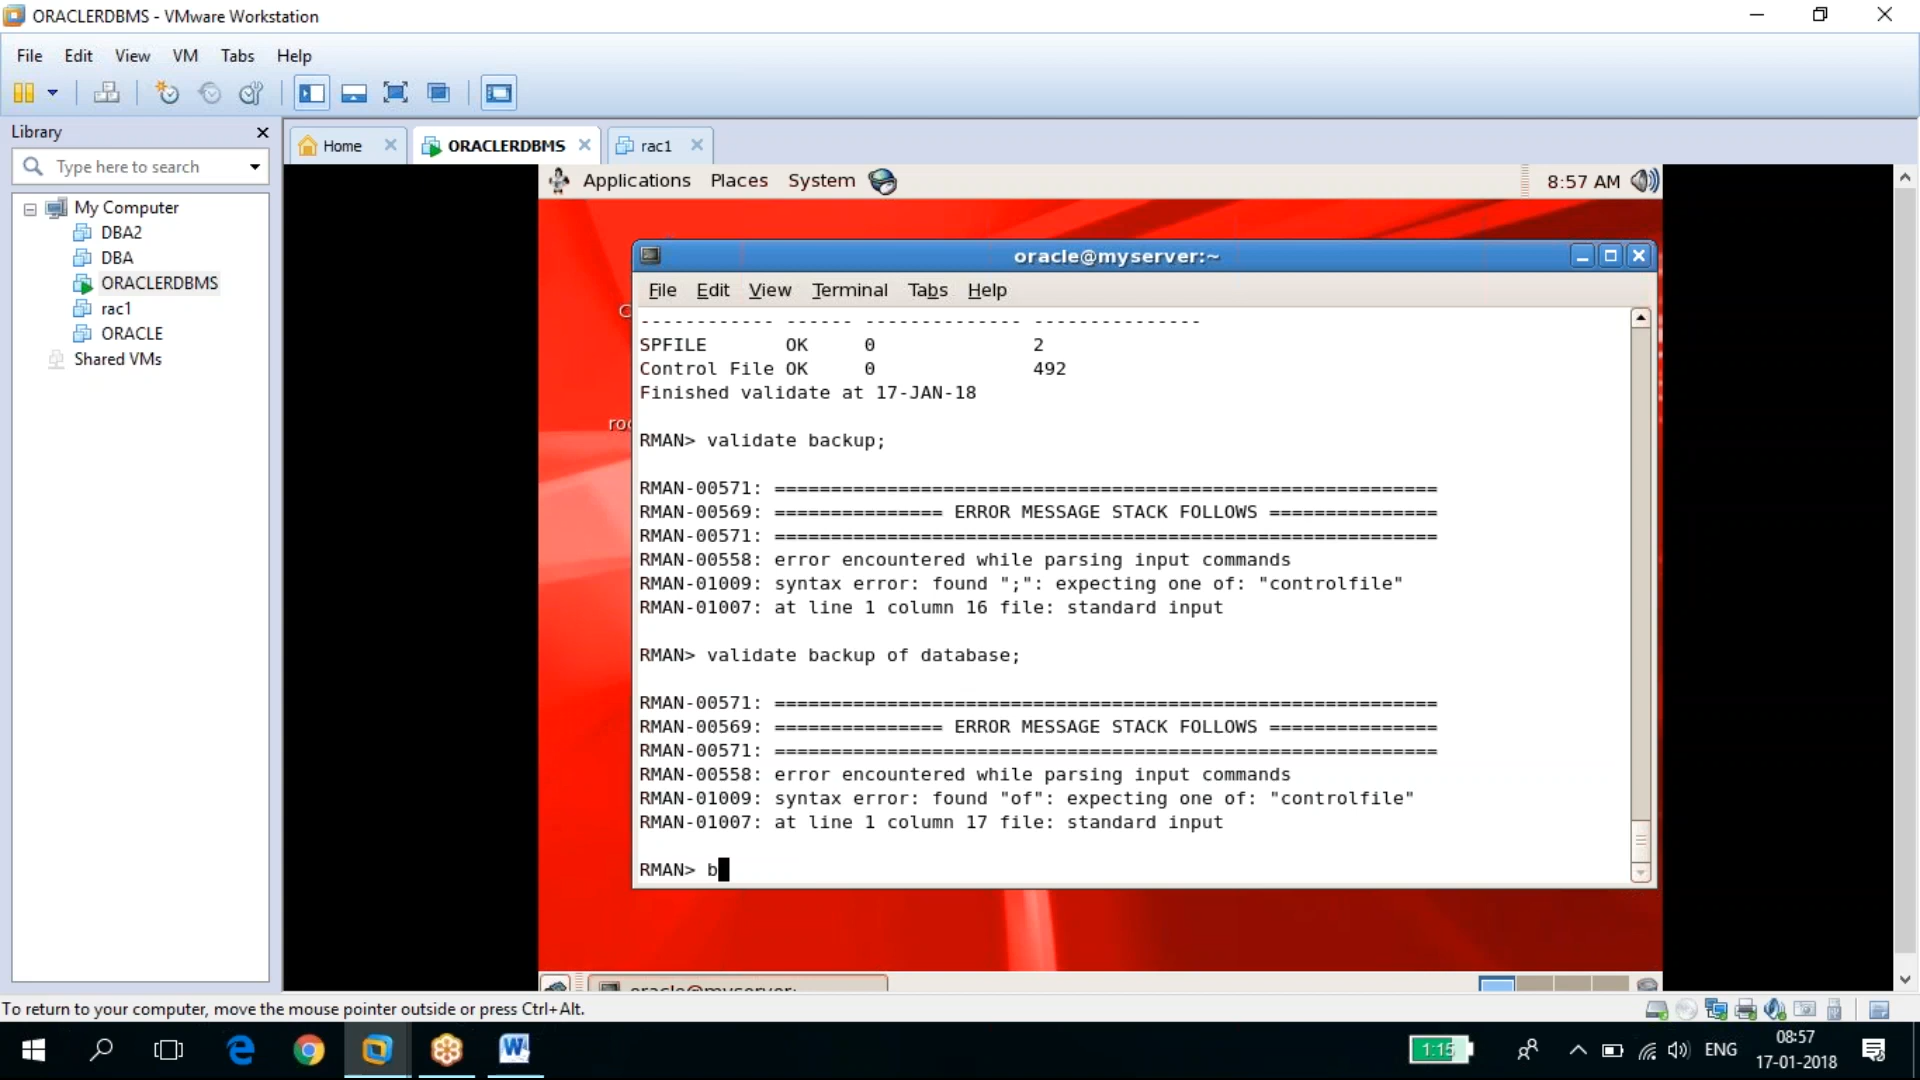 ORACLERDBMS - VMware Workstation
File Edit View VM Tabs Help
Library
Type here to search
My Computer
DBA2
DBA
ORACLERDBMS
rac1
ORACLE
Shared VMs
Home ORACLERDBMS rac1
Applications Places System 8:57 AM
oracle@myserver:~
File Edit View Terminal Tabs Help
------------ ------ -------------- ---------------
SPFILE OK 0 2
Control File OK 0 492
Finished validate at 17-JAN-18
RMAN> validate backup;
RMAN-00571: ===========================================================
RMAN-00569: =============== ERROR MESSAGE STACK FOLLOWS ===============
RMAN-00571: ===========================================================
RMAN-00558: error encountered while parsing input commands
RMAN-01009: syntax error: found ";": expecting one of: "controlfile"
RMAN-01007: at line 1 column 16 file: standard input
RMAN> validate backup of database;
RMAN-00571: ===========================================================
RMAN-00569: =============== ERROR MESSAGE STACK FOLLOWS ===============
RMAN-00571: ===========================================================
RMAN-00558: error encountered while parsing input commands
RMAN-01009: syntax error: found "of": expecting one of: "controlfile"
RMAN-01007: at line 1 column 17 file: standard input
RMAN> b
To return to your computer, move the mouse pointer outside or press Ctrl+Alt.
1:15 ENG
08:57
17-01-2018